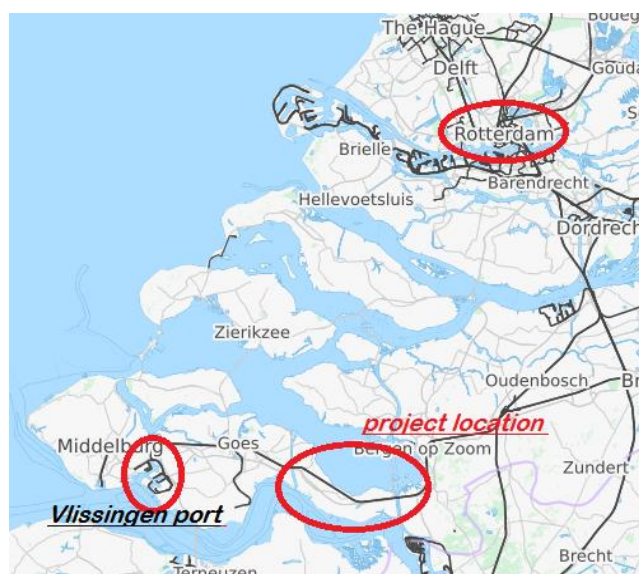 The Hague
Bodeg
Delft
Gouda
Rotterdam
Brielle
Barendrecht
Hellevoetsluis
Dordrech
Zierikzee
Oudenbosch
Br
project location
Middelburg
Goes
Bergen op Zoom
Zundert
Vlissingen port
Brecht
Terneuzen